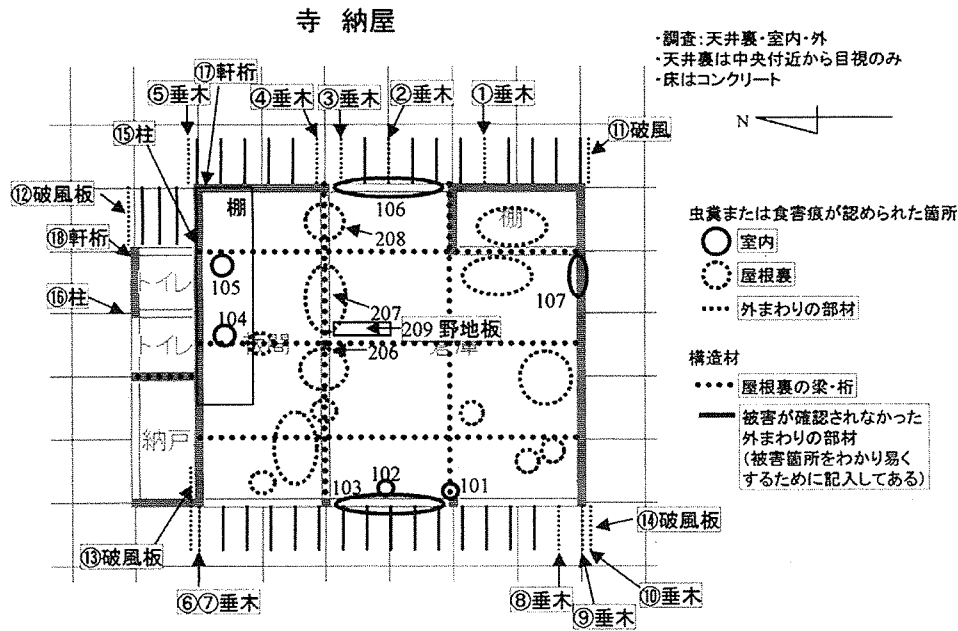 寺 納屋
・調査:天井裏・室内・外
・天井裏は中央付近から目視のみ
・床はコンクリート
N
⑰軒桁
⑤垂木
④垂木
③垂木
②垂木
①垂木
⑪破風
⑮柱
⑫破風板
⑱軒桁
⑯柱
棚
106
208
棚
トイレ
105
107
104
207
209 野地板
トイレ
板間
206
倉庫
納戸
102
103
101
⑬破風板
⑭破風板
⑥⑦垂木
⑧垂木
⑨垂木
⑩垂木
虫糞または食害痕が認められた箇所
室内
屋根裏
外まわりの部材
構造材
屋根裏の梁・桁
被害が確認されなかった
外まわりの部材
(被害箇所をわかり易く
するために記入してある)